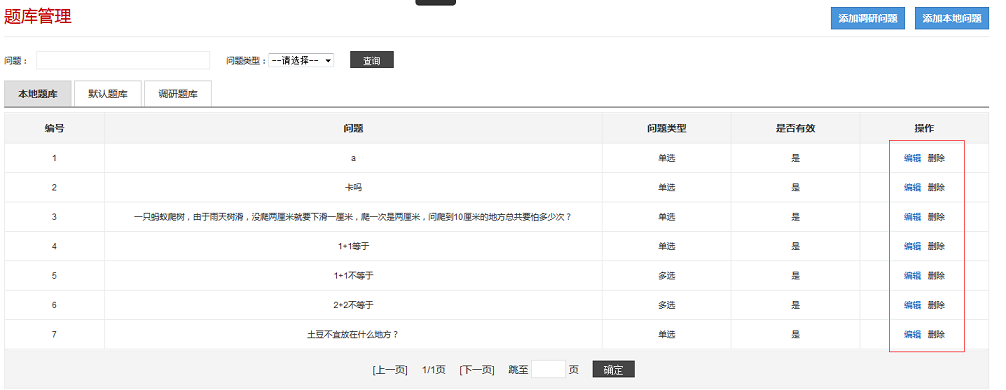 题库管理 添加调研问题 添加本地问题
问题： 问题类型： --请选择-- 查询
本地题库 默认题库 调研题库
编号 问题 问题类型 是否有效 操作
1 a 单选 是 编辑 删除
2 卡吗 单选 是 编辑 删除
3 一只蚂蚁爬树，由于雨天树滑，没爬两厘米就要下滑一厘米，爬一次是两厘米，问爬到10厘米的地方总共要怕多少次？ 单选 是 编辑 删除
4 1+1等于 单选 是 编辑 删除
5 1+1不等于 多选 是 编辑 删除
6 2+2不等于 多选 是 编辑 删除
7 土豆不宜放在什么地方？ 单选 是 编辑 删除
[上一页] 1/1页 [下一页] 跳至 页 确定